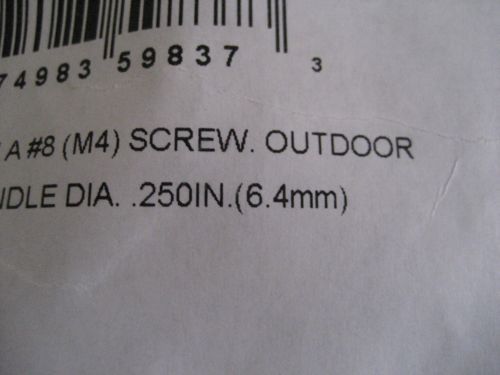 74983 59837 3
A #8 (M4) SCREW. OUTDOOR
DIA. .250IN.(6.4mm)